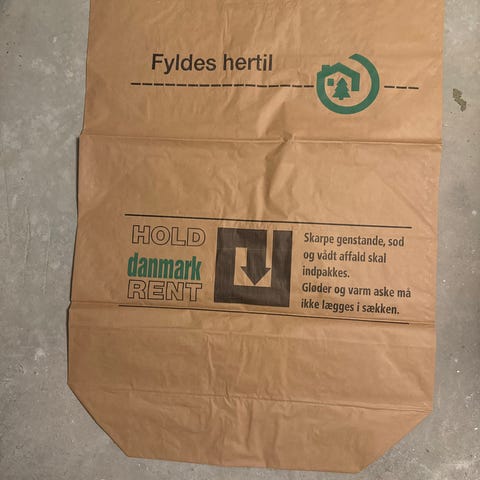 Fyldes hertil
HOLD
danmark
RENT
Skarpe genstande, sod
og vådt affald skal
indpakkes.
Gløder og varm aske må
ikke lægges i sækken.